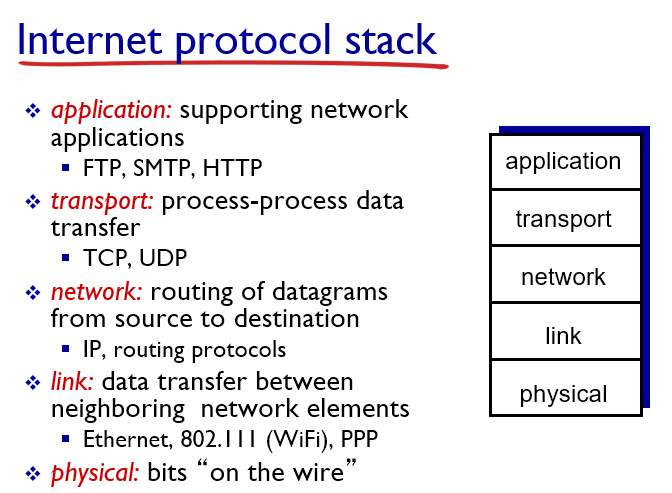 Internet protocol stack
application: supporting network
applications
FTP, SMTP, HTTP
transport: process-process data
transfer
TCP, UDP
network: routing of datagrams
from source to destination
IP, routing protocols
link: data transfer between
neighboring network elements
Ethernet, 802.111 (WiFi), PPP
physical: bits “on the wire”
application
transport
network
link
physical